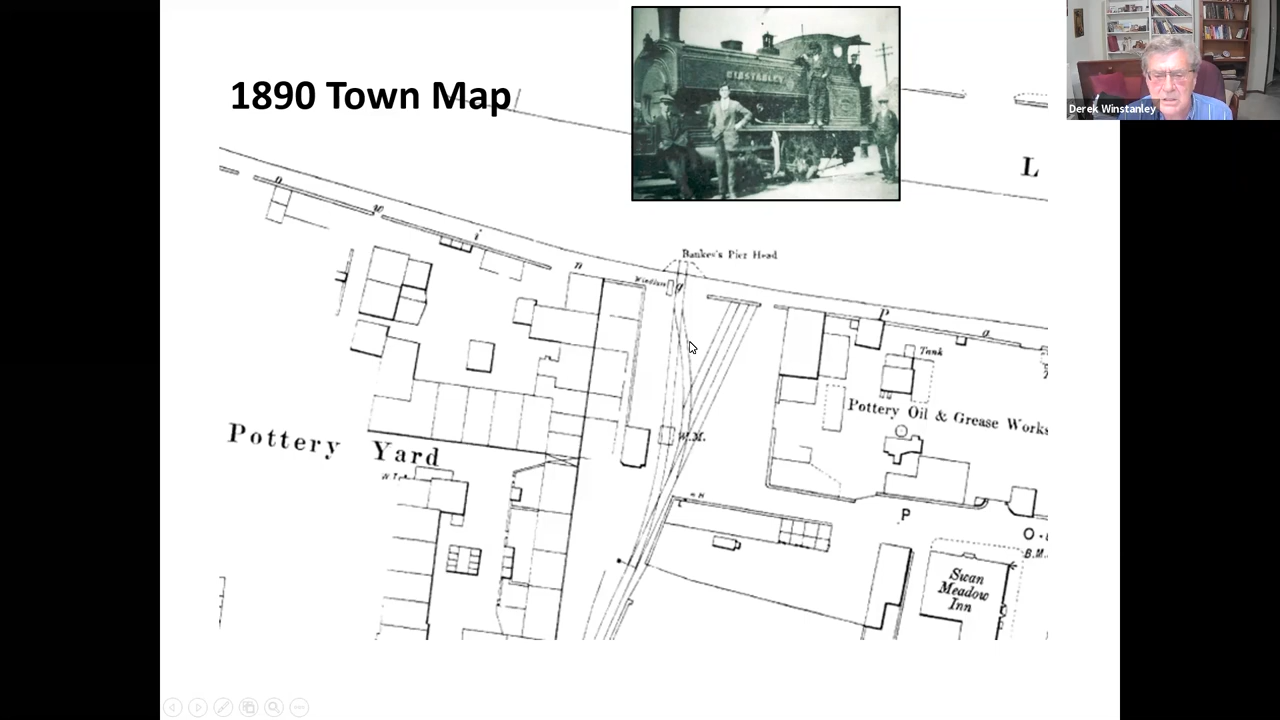 1890 Town Map
WINSTANLEY
Derek Winstanley
L
o
w
i
n
g
P
a
Bankes's Pier Head
Windlass
Tank
Pottery Oil & Grease Works
W.M.
Pottery Yard
P
B.M.
Swan
Meadow
Inn